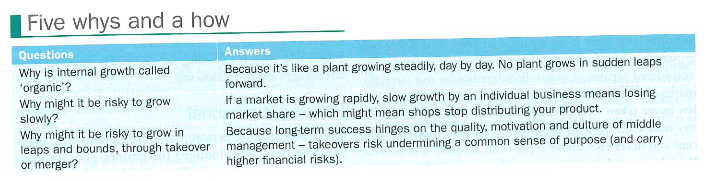 Five whys and a how
Questions Answers
Why is internal growth called Because it's like a plant growing steadily, day by day. No plant grows in sudden leaps
'organic'? forward.
Why might it be risky to grow If a market is growing rapidly, slow growth by an individual business means losing
slowly? market share – which might mean shops stop distributing your product.
Why might it be risky to grow in Because long-term success hinges on the quality, motivation and culture of middle
leaps and bounds, through takeover management – takeovers risk undermining a common sense of purpose (and carry
or merger? higher financial risks).